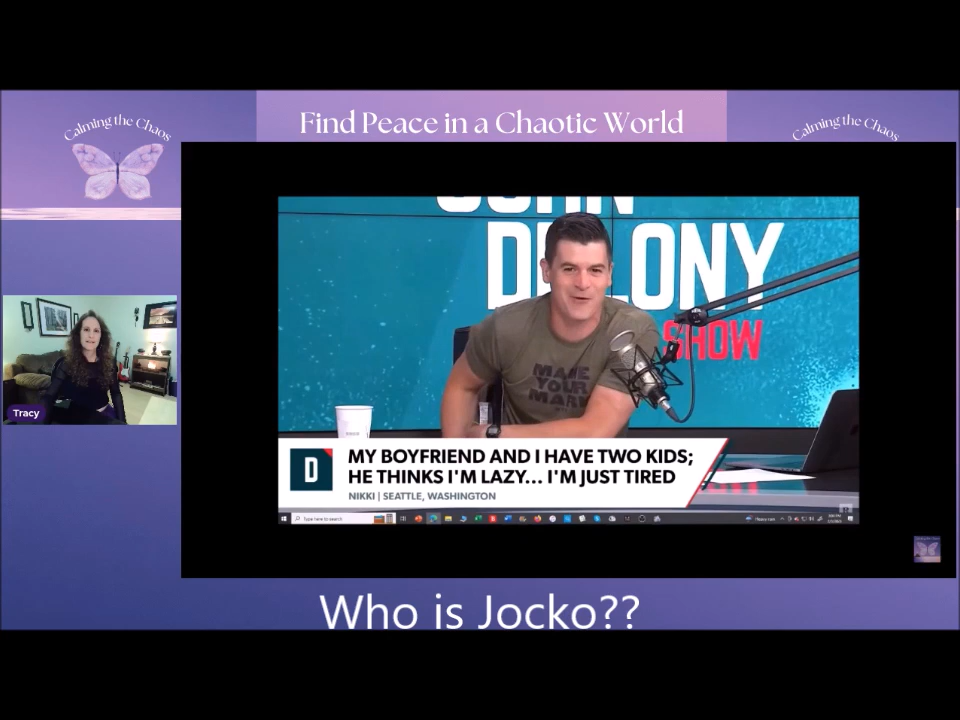 Find Peace in a Chaotic World
Calming the Chaos
Calming the Chaos
SHOW
MAKE
YOUR
MARK
Tracy
D
MY BOYFRIEND AND I HAVE TWO KIDS;
HE THINKS I'M LAZY... I'M JUST TIRED
NIKKI | SEATTLE, WASHINGTON
Type here to search
Who is Jocko??